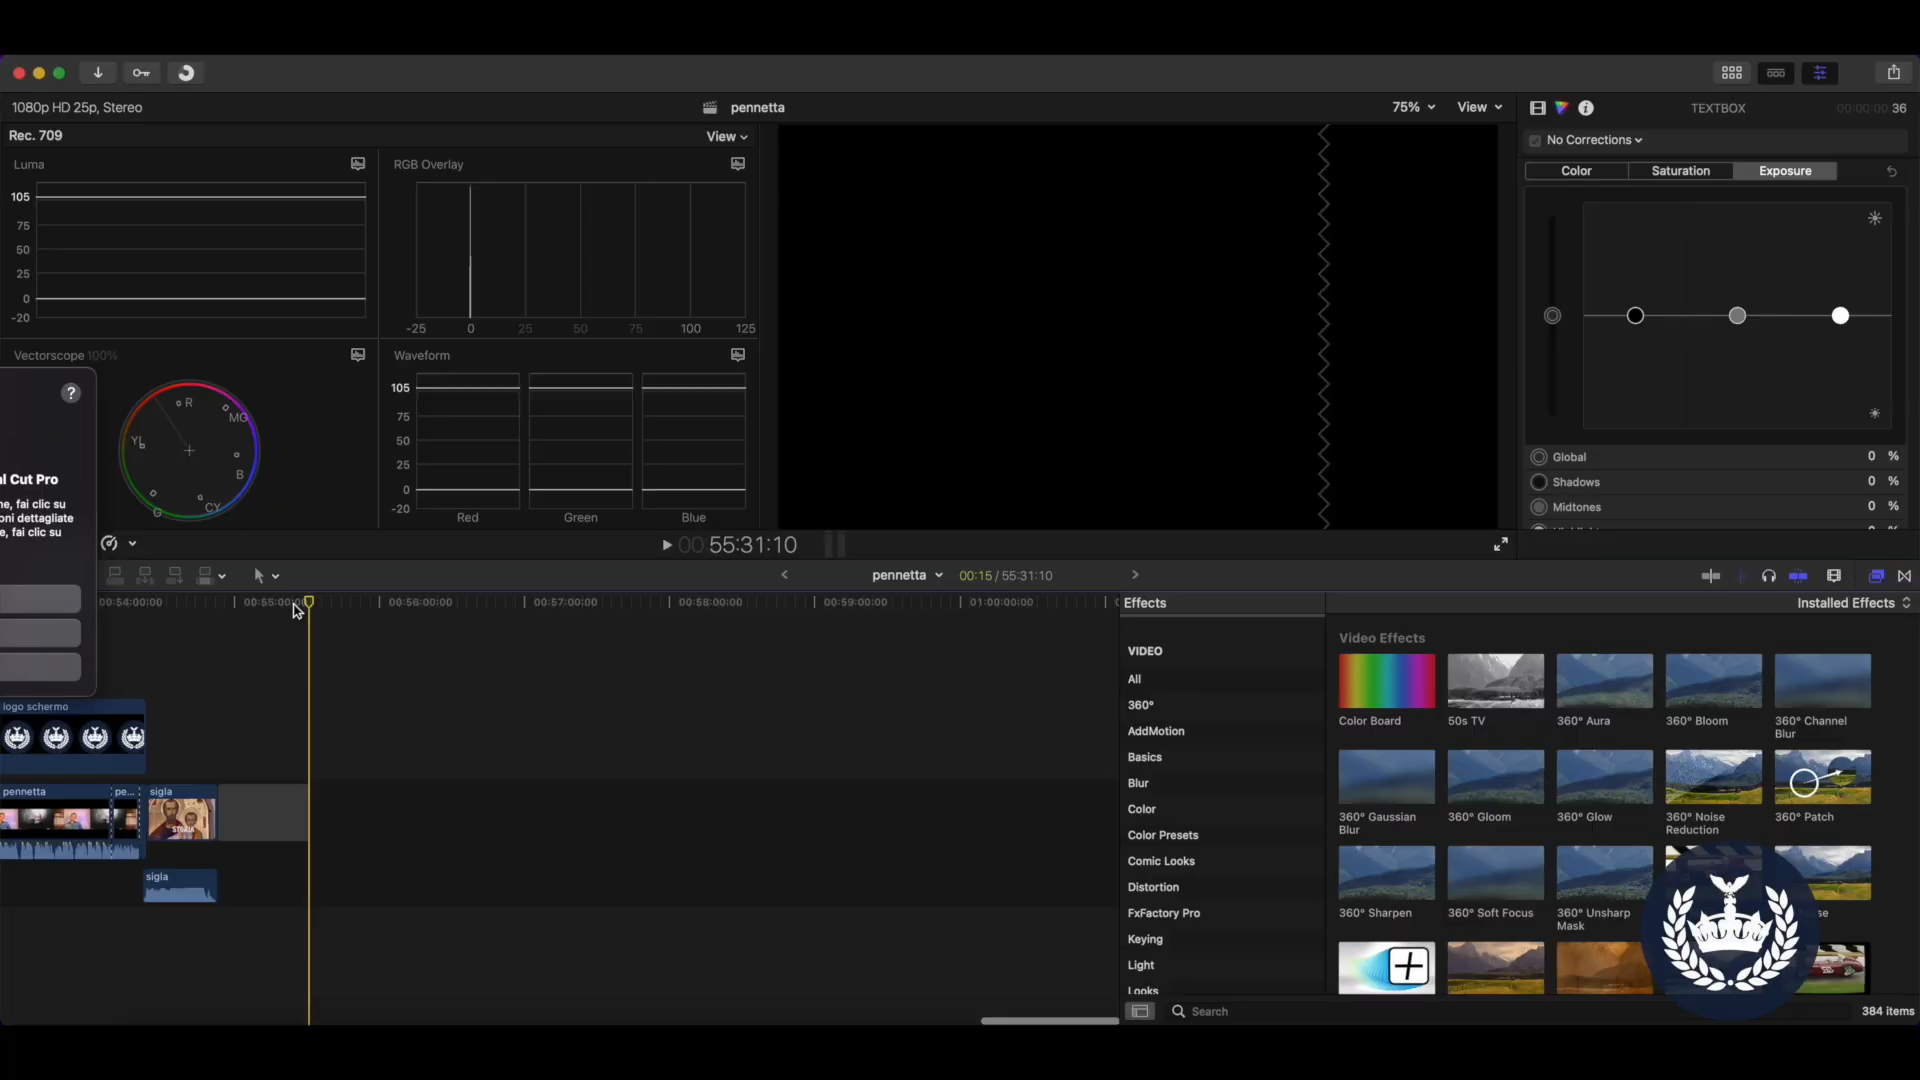 1080p HD 25p, Stereo
pennetta
75%
View
TEXTBOX
36
Rec. 709
View
No Corrections
Luma
RGB Overlay
Color
Saturation
Exposure
105
75
50
25
0
-20
-25
0
25
50
75
100
125
Vectorscope 100%
Waveform
R
MG
YL
B
G
CY
105
75
50
25
0
-20
Red
Green
Blue
?
al Cut Pro
ne, fai clic su
oni dettagliate
e, fai clic su
Global
0 %
Shadows
0 %
Midtones
0 %
00:55:31:10
pennetta
00:15 / 55:31:10
00:54:00:00
00:55:00:00
00:56:00:00
00:57:00:00
00:58:00:00
00:59:00:00
01:00:00:00
logo schermo
pennetta
pe...
sigla
STORIA
sigla
Effects
Installed Effects
VIDEO
All
360°
AddMotion
Basics
Blur
Color
Color Presets
Comic Looks
Distortion
FxFactory Pro
Keying
Light
Looks
Video Effects
Color Board
50s TV
360° Aura
360° Bloom
360° Channel
Blur
360° Gaussian
Blur
360° Gloom
360° Glow
360° Noise
Reduction
360° Patch
360° Sharpen
360° Soft Focus
360° Unsharp
Mask
Search
384 items